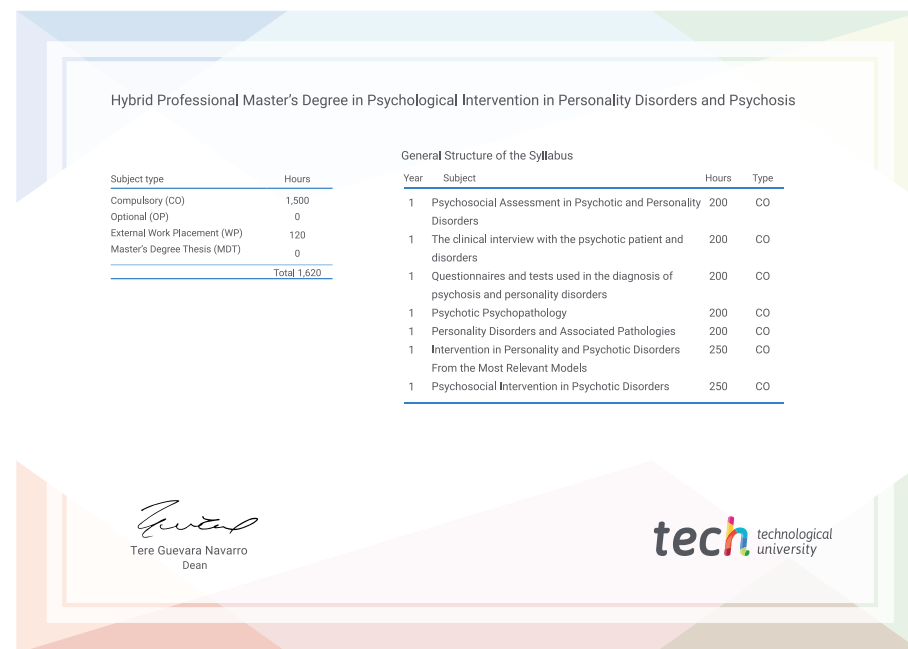 Hybrid Professional Master's Degree in Psychological Intervention in Personality Disorders and Psychosis
Subject type Hours
Compulsory (CO) 1,500
Optional (OP) 0
External Work Placement (WP) 120
Master's Degree Thesis (MDT) 0
Total 1,620
General Structure of the Syllabus
Year Subject Hours Type
1 Psychosocial Assessment in Psychotic and Personality 200 CO
Disorders
1 The clinical interview with the psychotic patient and 200 CO
disorders
1 Questionnaires and tests used in the diagnosis of 200 CO
psychosis and personality disorders
1 Psychotic Psychopathology 200 CO
1 Personality Disorders and Associated Pathologies 200 CO
1 Intervention in Personality and Psychotic Disorders 250 CO
From the Most Relevant Models
1 Psychosocial Intervention in Psychotic Disorders 250 CO
Tere Guevara Navarro
Dean
tech technological
university